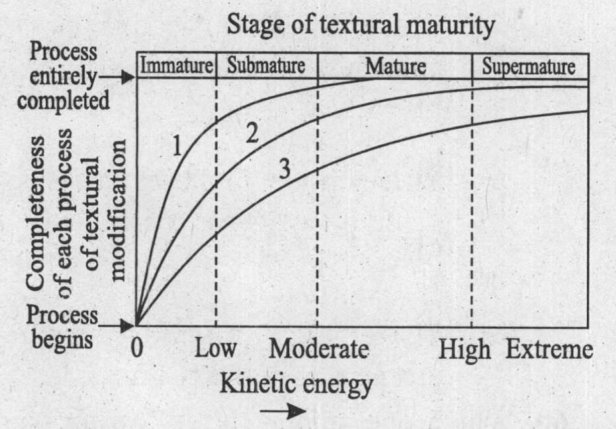 Stage of textural maturity
Process
entirely
completed
Immature
Submature
Mature
Supermature
1
2
3
Completeness
of each process
of textural
modification
Process
begins
0
Low
Moderate
High
Extreme
Kinetic energy